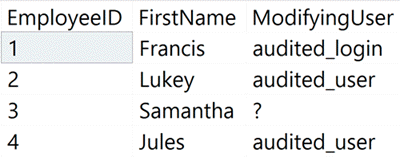 EmployeeID FirstName ModifyingUser
1 Francis audited_login
2 Lukey audited_user
3 Samantha ?
4 Jules audited_user